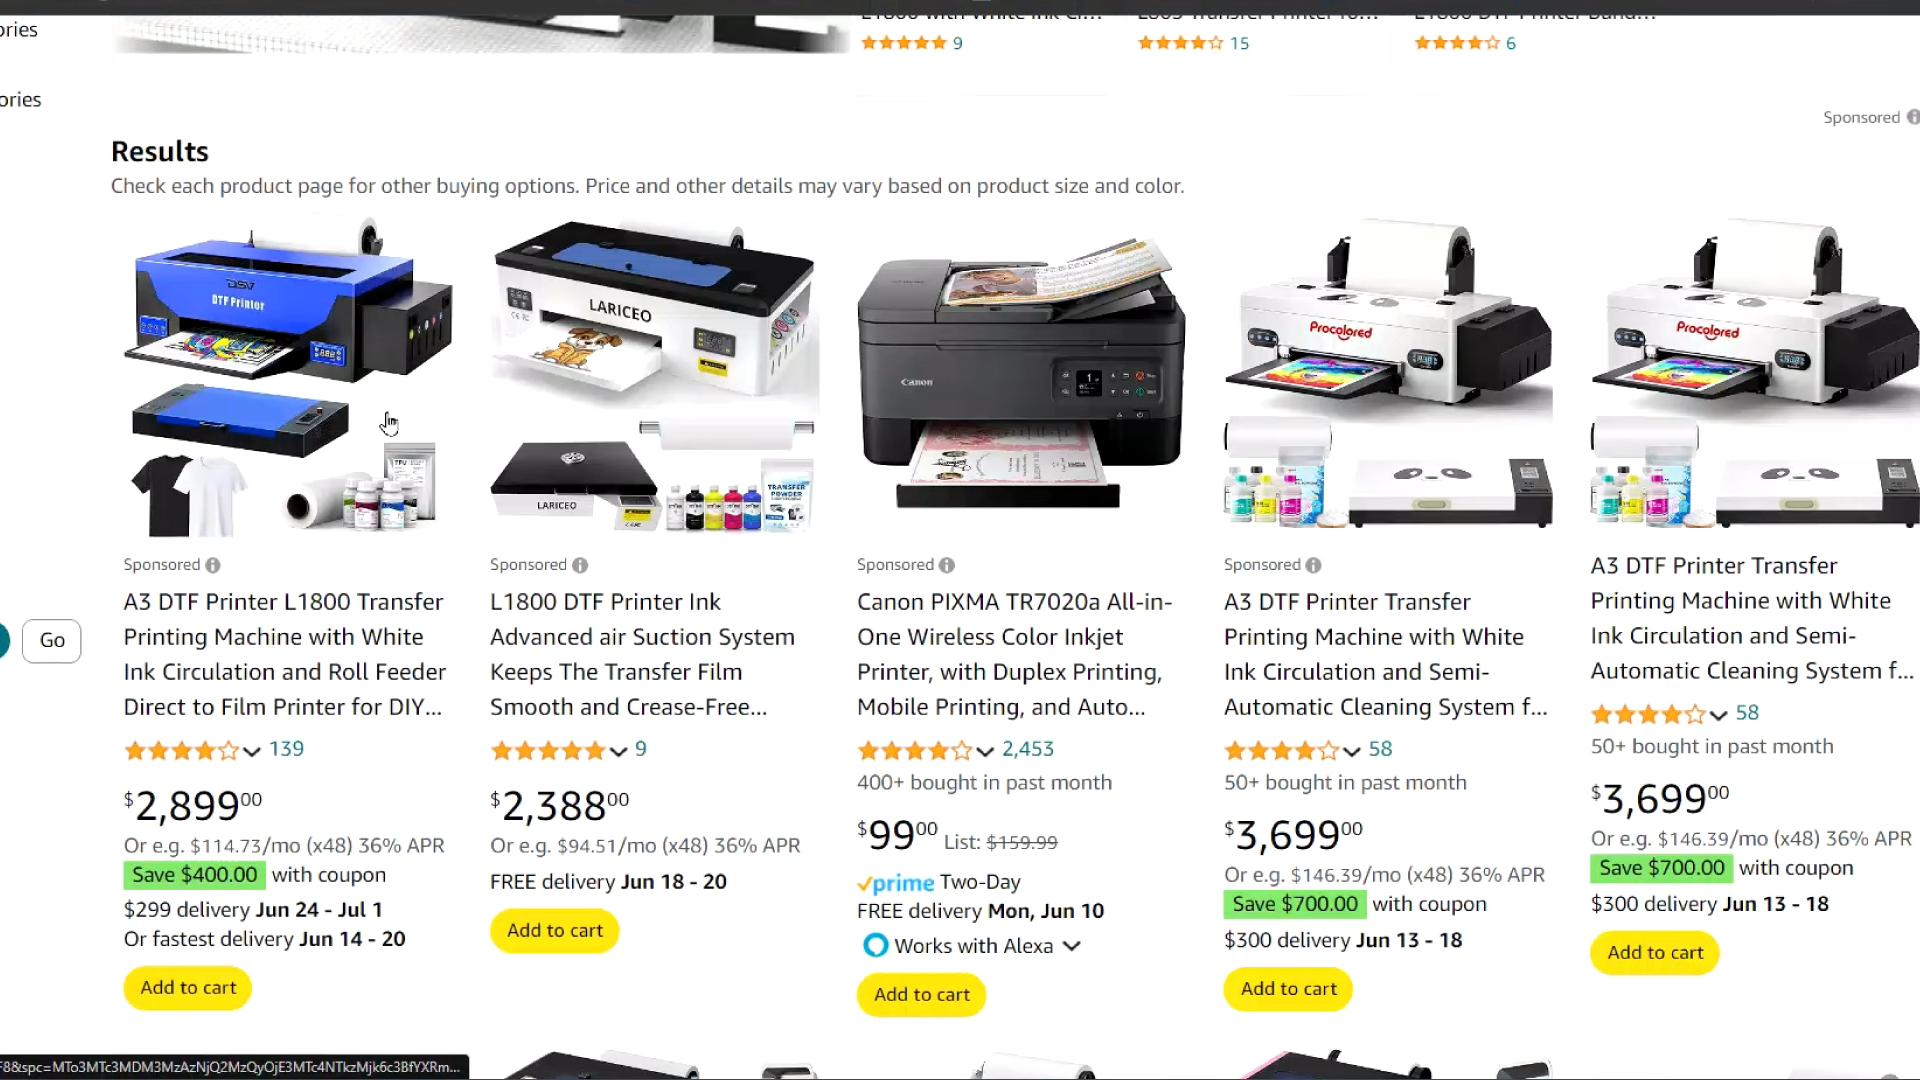 ories
9
15
6
ories
Sponsored
Results
Check each product page for other buying options. Price and other details may vary based on product size and color.
DTF Printer
LARICEO
Canon
Procolored
Procolored
LARICEO
TRANSFER
POWDER
Sponsored
A3 DTF Printer L1800 Transfer
Printing Machine with White
Ink Circulation and Roll Feeder
Direct to Film Printer for DIY...
139
$2,89900
Or e.g. $114.73/mo (x48) 36% APR
Save $400.00 with coupon
$299 delivery Jun 24 - Jul 1
Or fastest delivery Jun 14 - 20
Add to cart
Sponsored
L1800 DTF Printer Ink
Advanced air Suction System
Keeps The Transfer Film
Smooth and Crease-Free...
9
$2,38800
Or e.g. $94.51/mo (x48) 36% APR
FREE delivery Jun 18 - 20
Add to cart
Sponsored
Canon PIXMA TR7020a All-in-
One Wireless Color Inkjet
Printer, with Duplex Printing,
Mobile Printing, and Auto...
2,453
400+ bought in past month
$9900 List: $159.99
prime Two-Day
FREE delivery Mon, Jun 10
Works with Alexa
Add to cart
Sponsored
A3 DTF Printer Transfer
Printing Machine with White
Ink Circulation and Semi-
Automatic Cleaning System f...
58
50+ bought in past month
$3,69900
Or e.g. $146.39/mo (x48) 36% APR
Save $700.00 with coupon
$300 delivery Jun 13 - 18
Add to cart
A3 DTF Printer Transfer
Printing Machine with White
Ink Circulation and Semi-
Automatic Cleaning System f...
58
50+ bought in past month
$3,69900
Or e.g. $146.39/mo (x48) 36% APR
Save $700.00 with coupon
$300 delivery Jun 13 - 18
Add to cart
Go